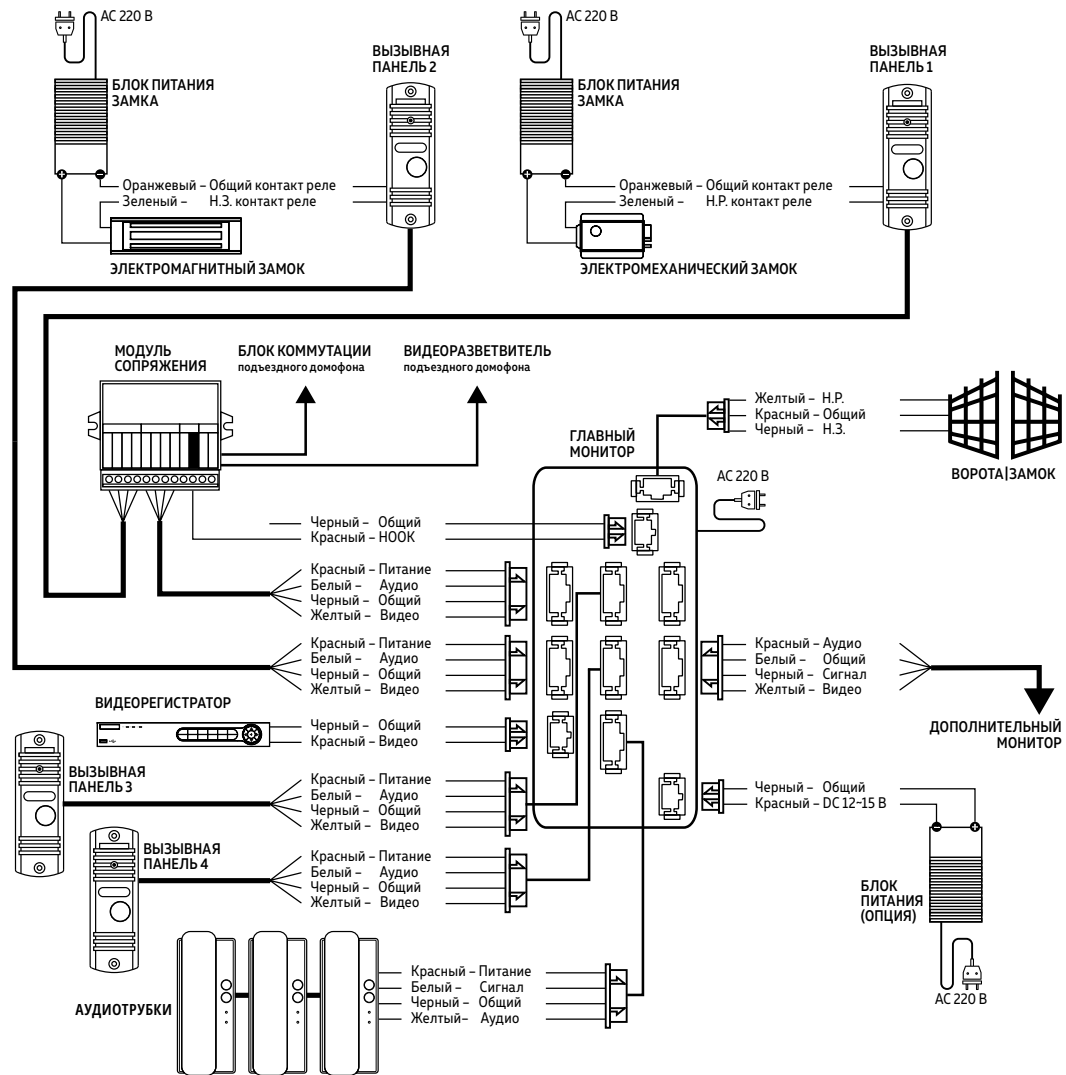 AC 220 В
БЛОК ПИТАНИЯ
ЗАМКА
ВЫЗЫВНАЯ
ПАНЕЛЬ 2
Оранжевый – Общий контакт реле
Зеленый – Н.З. контакт реле
ЭЛЕКТРОМАГНИТНЫЙ ЗАМОК
AC 220 В
БЛОК ПИТАНИЯ
ЗАМКА
ВЫЗЫВНАЯ
ПАНЕЛЬ 1
Оранжевый – Общий контакт реле
Зеленый – Н.Р. контакт реле
ЭЛЕКТРОМЕХАНИЧЕСКИЙ ЗАМОК
МОДУЛЬ
СОПРЯЖЕНИЯ
БЛОК КОММУТАЦИИ
подъездного домофона
ВИДЕОРАЗВЕТВИТЕЛЬ
подъездного домофона
Желтый – Н.Р.
Красный – Общий
Черный – Н.З.
ВОРОТА|ЗАМОК
ГЛАВНЫЙ
МОНИТОР
AC 220 В
Черный – Общий
Красный – HOOK
Красный – Питание
Белый – Аудио
Черный – Общий
Желтый – Видео
Красный – Питание
Белый – Аудио
Черный – Общий
Желтый – Видео
Красный – Аудио
Белый – Общий
Черный – Сигнал
Желтый – Видео
ДОПОЛНИТЕЛЬНЫЙ
МОНИТОР
ВИДЕОРЕГИСТРАТОР
Черный – Общий
Красный – Видео
ВЫЗЫВНАЯ
ПАНЕЛЬ 3
Красный – Питание
Белый – Аудио
Черный – Общий
Желтый – Видео
Черный – Общий
Красный – DC 12~15 В
ВЫЗЫВНАЯ
ПАНЕЛЬ 4
Красный – Питание
Белый – Аудио
Черный – Общий
Желтый – Видео
БЛОК
ПИТАНИЯ
(ОПЦИЯ)
AC 220 В
АУДИОТРУБКИ
Красный – Питание
Белый – Сигнал
Черный – Общий
Желтый– Аудио